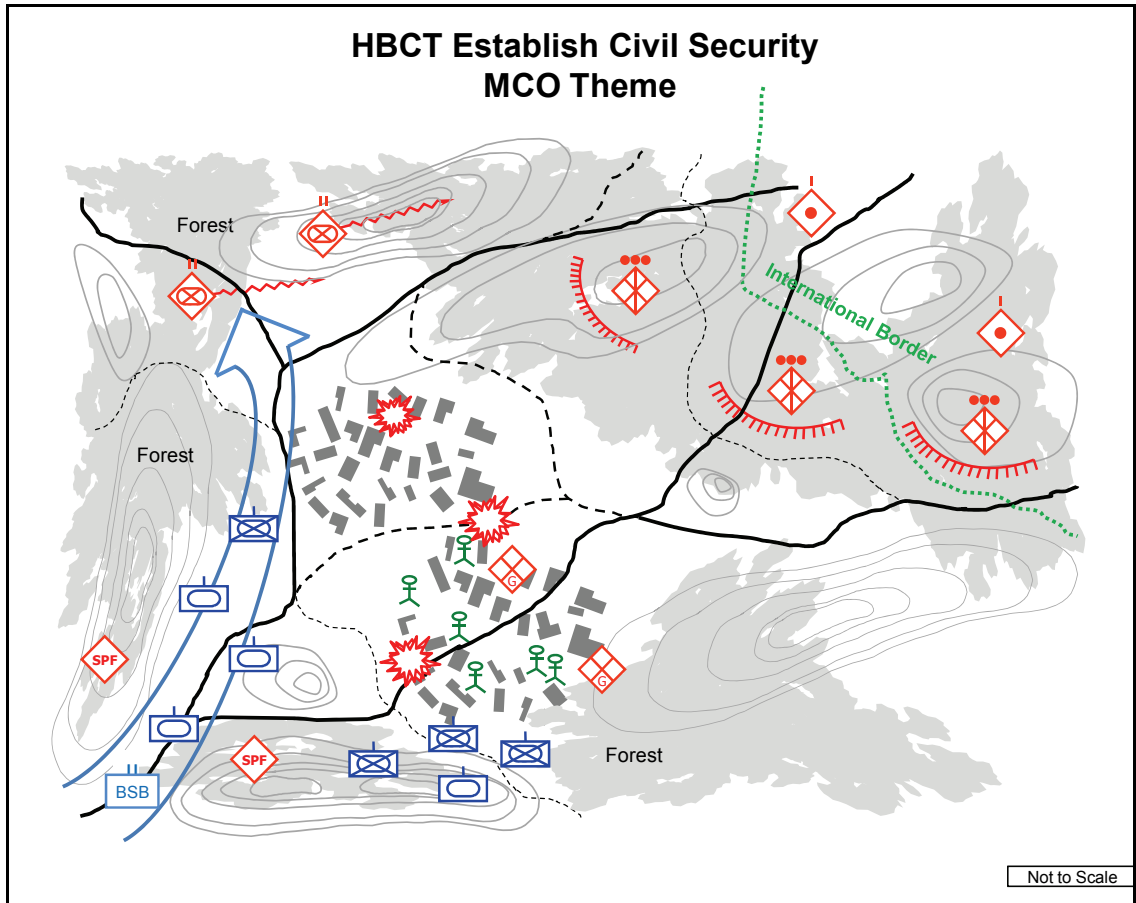 HBCT Establish Civil Security
MCO Theme
Forest
International Border
Forest
G
SPF
G
SPF
Forest
BSB
Not to Scale